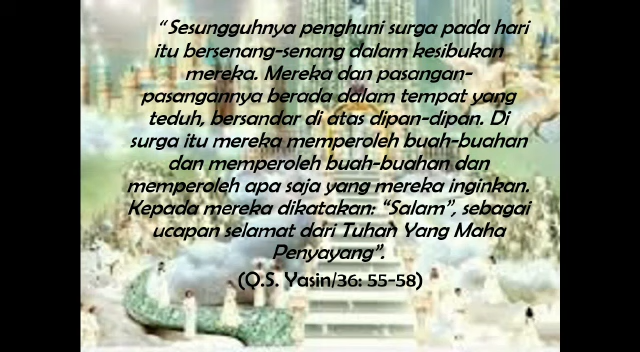 “Sesungguhnya penghuni surga pada hari
itu bersenang-senang dalam kesibukan
mereka. Mereka dan pasangan-
pasangannya berada dalam tempat yang
teduh, bersandar di atas dipan-dipan. Di
surga itu mereka memperoleh buah-buahan
dan memperoleh buah-buahan dan
memperoleh apa saja yang mereka inginkan.
Kepada mereka dikatakan: “Salam”, sebagai
ucapan selamat dari Tuhan Yang Maha
Penyayang”.
(Q.S. Yasin/36: 55-58)